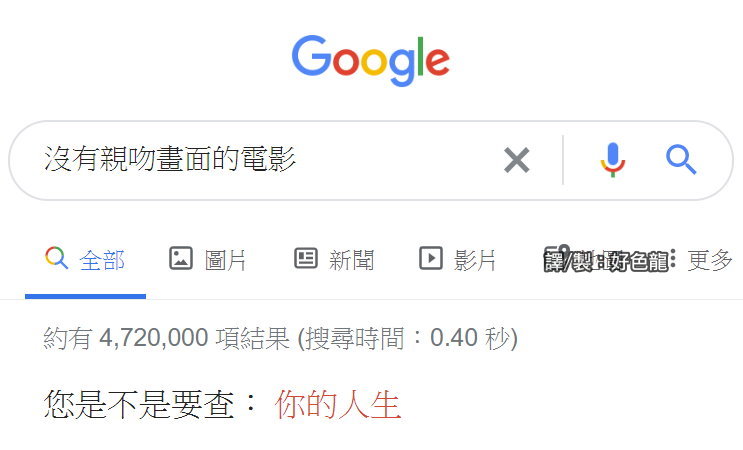 Google
沒有親吻畫面的電影
全部 圖片 新聞 影片 更多
譯/製：好色龍
約有 4,720,000 項結果 (搜尋時間：0.40 秒)
您是不是要查： 你的人生